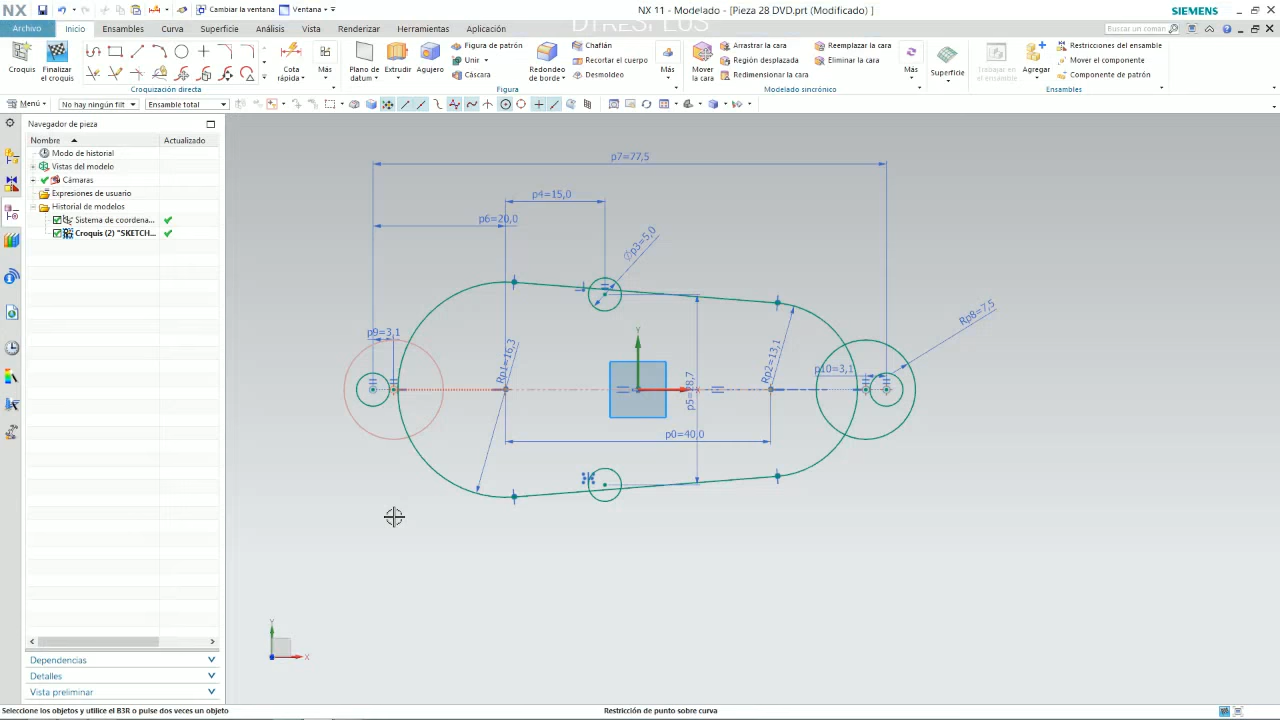 NX
Cambiar la ventana
Ventana
NX 11 - Modelado - [Pieza 28 DVD.prt (Modificado) ]
SIEMENS
DTRESPLUS
Archivo
Inicio
Ensambles
Curva
Superficie
Análisis
Vista
Renderizar
Herramientas
Aplicación
Buscar un coman
Croquis
Finalizar el croquis
Cota rápida
Más
Croquización directa
Plano de datum
Extrudir
Agujero
Figura de patrón
Unir
Cáscara
Redondeo de borde
Chaflán
Recortar el cuerpo
Desmoldeo
Más
Figura
Mover la cara
Arrastrar la cara
Región desplazada
Redimensionar la cara
Reemplazar la cara
Eliminar la cara
Más
Modelado sincrónico
Superficie
Trabajar en el ensamble
Agregar
Restricciones del ensamble
Mover el componente
Componente de patrón
Ensambles
Menú
No hay ningún filt
Ensamble total
Navegador de pieza
Nombre
Actualizado
Modo de historial
Vistas del modelo
Cámaras
Expresiones de usuario
Historial de modelos
Sistema de coordena...
Croquis (2) "SKETCH...
Dependencias
Detalles
Vista preliminar
p7=77,5
p4=15,0
p6=20,0
∅p3=5,0
Rp8=7,5
p9=3,1
Rp1=16,3
Rp2=13,1
p10=3,1
p5=28,7
p0=40,0
Y
Y
X
Seleccione los objetos y utilice el B3R o pulse dos veces un objeto
Restricción de punto sobre curva